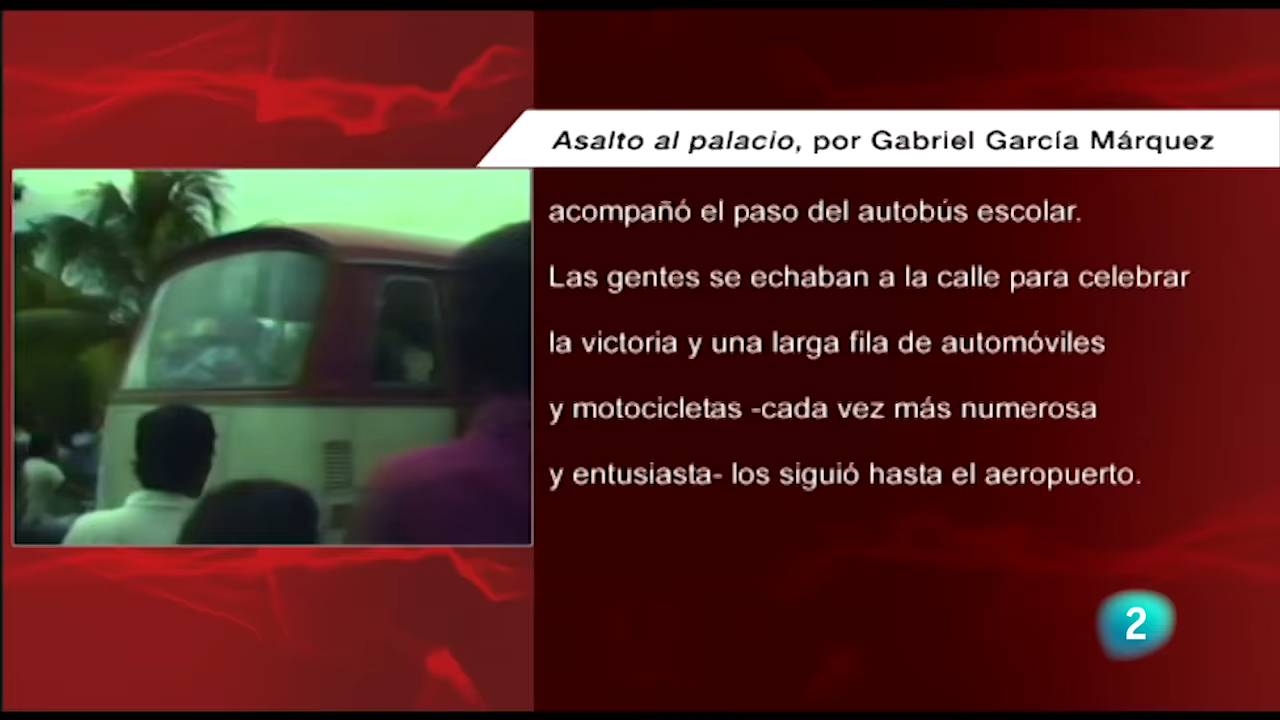 Asalto al palacio, por Gabriel García Márquez
acompañó el paso del autobús escolar.
Las gentes se echaban a la calle para celebrar
la victoria y una larga fila de automóviles
y motocicletas -cada vez más numerosa
y entusiasta- los siguió hasta el aeropuerto.
2